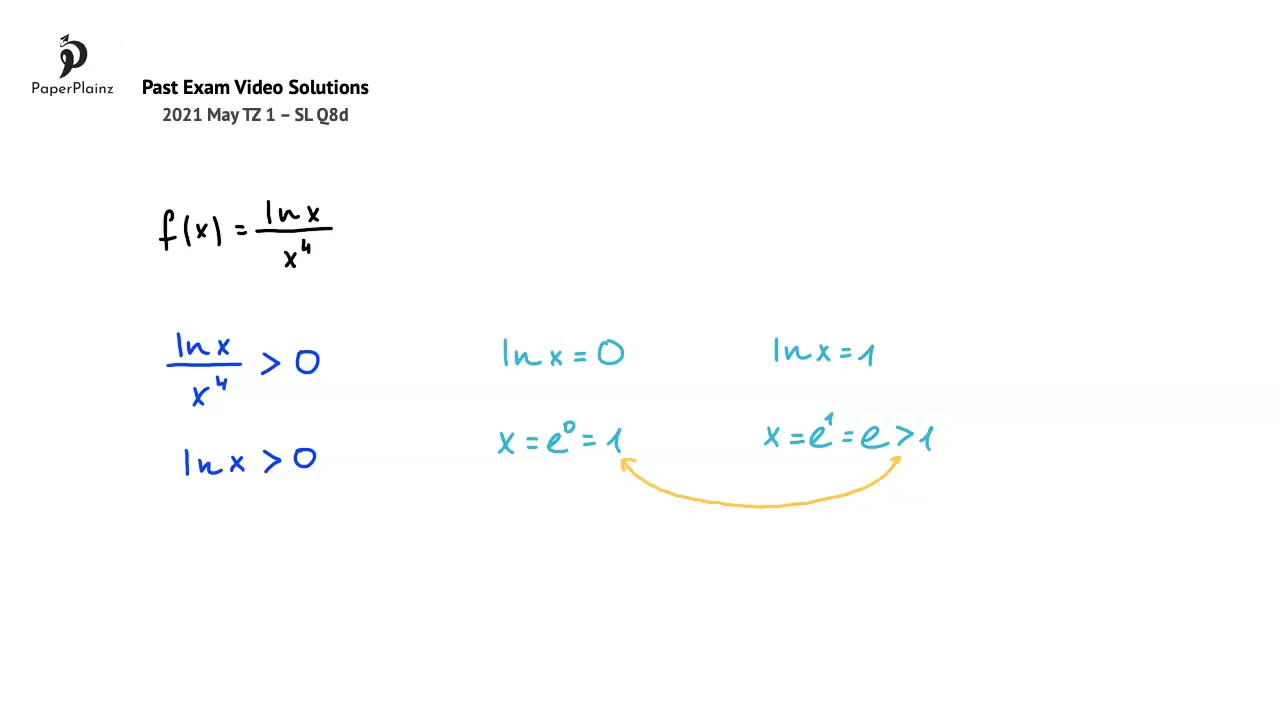 PaperPlainz
Past Exam Video Solutions
2021 May TZ 1 – SL Q8d
f(x) = ln x / x⁴
ln x / x⁴ > 0
ln x = 0
ln x = 1
x = e⁰ = 1
x = e¹ = e > 1
ln x > 0